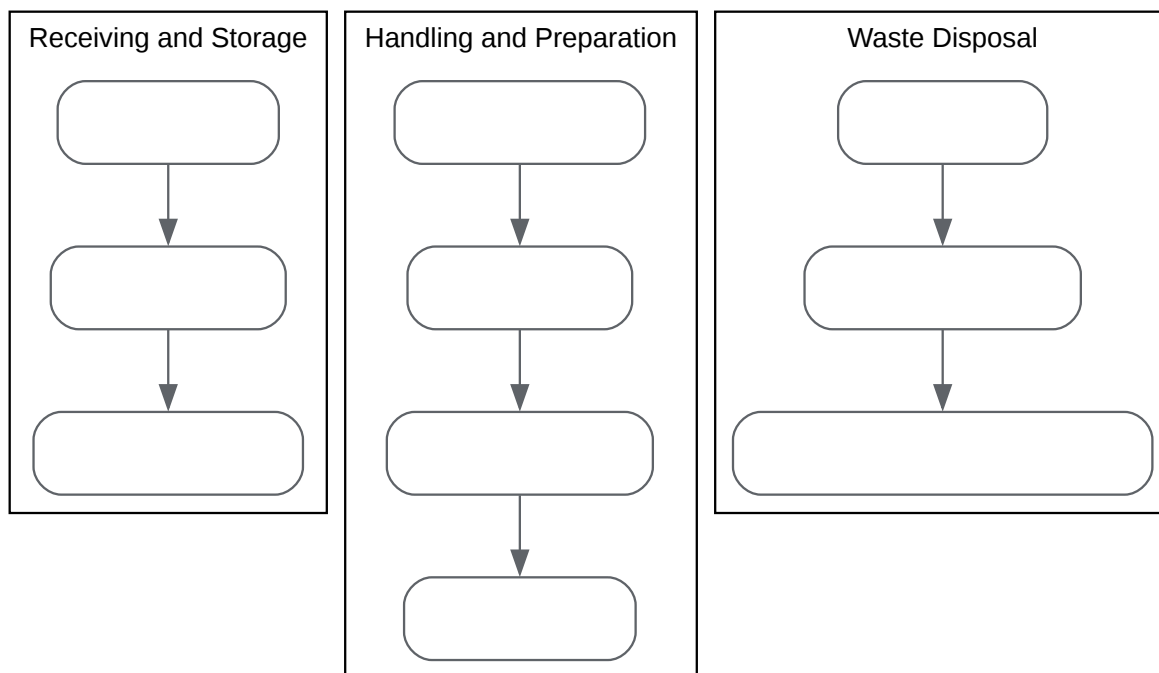 Receiving and Storage
Handling and Preparation
Waste Disposal